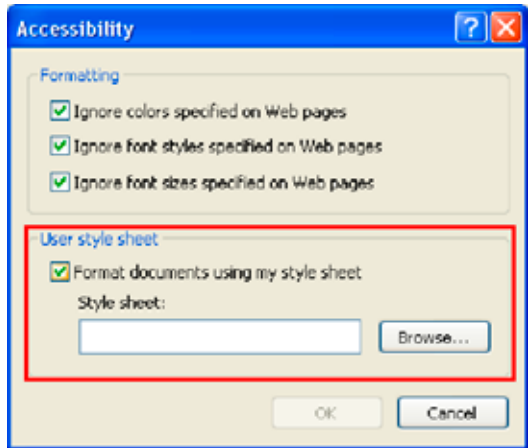 Accessibility
Formatting
Ignore colors specified on Web pages
Ignore font styles specified on Web pages
Ignore font sizes specified on Web pages
User style sheet
Format documents using my style sheet
Style sheet:
Browse...
OK Cancel